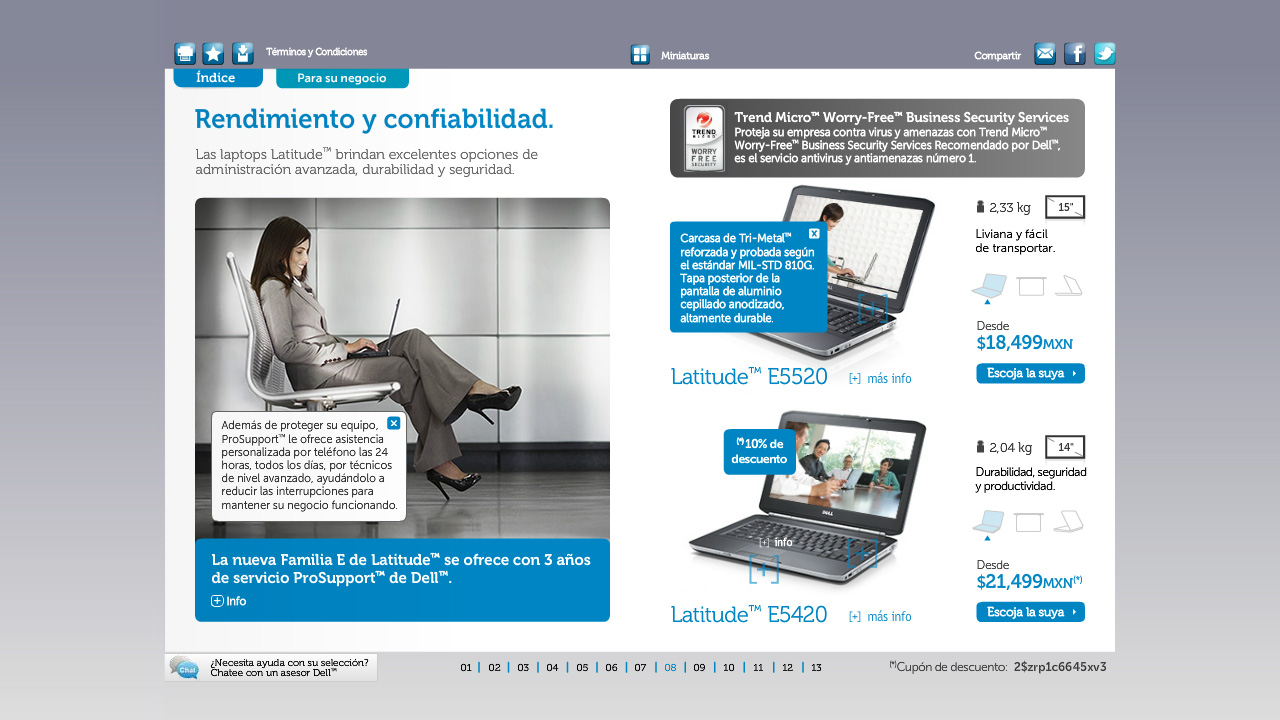 Términos y Condiciones
Miniaturas
Compartir
Índice
Para su negocio
Rendimiento y confiabilidad.
Las laptops Latitude™ brindan excelentes opciones de
administración avanzada, durabilidad y seguridad.
Además de proteger su equipo,
ProSupport™ le ofrece asistencia
personalizada por teléfono las 24
horas, todos los días, por técnicos
de nivel avanzado, ayudándolo a
reducir las interrupciones para
mantener su negocio funcionando.
La nueva Familia E de Latitude™ se ofrece con 3 años
de servicio ProSupport™ de Dell™.
Info
TREND
MICRO
WORRY
FREE
SECURITY
Trend Micro™ Worry-Free™ Business Security Services
Proteja su empresa contra virus y amenazas con Trend Micro™
Worry-Free™ Business Security Services Recomendado por Dell™,
es el servicio antivirus y antiamenazas número 1.
Carcasa de Tri-Metal™
reforzada y probada según
el estándar MIL-STD 810G.
Tapa posterior de la
pantalla de aluminio
cepillado anodizado,
altamente durable.
[+]
Latitude™ E5520
[+] más info
2,33 kg
15"
Liviana y fácil
de transportar.
Desde
$18,499MXN
Escoja la suya
(*)10% de
descuento
DELL
[+] info
[+]
[+]
Latitude™ E5420
[+] más info
2,04 kg
14"
Durabilidad, seguridad
y productividad.
Desde
$21,499MXN(*)
Escoja la suya
Chat
¿Necesita ayuda con su selección?
Chatee con un asesor Dell™
01 | 02 | 03 | 04 | 05 | 06 | 07 | 08 | 09 | 10 | 11 | 12 | 13
(*)Cupón de descuento: 2$zrp1c6645xv3